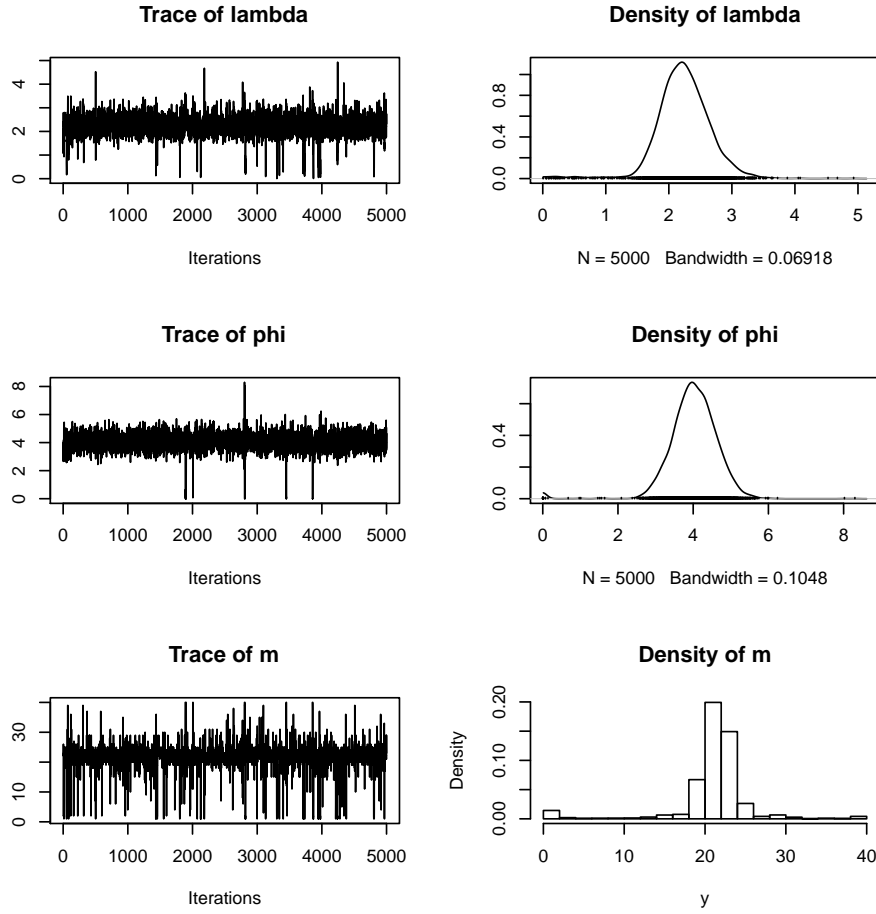 Trace of lambda
0 2 4
0 1000 2000 3000 4000 5000
Iterations
Density of lambda
0.0 0.4 0.8
0 1 2 3 4 5
N = 5000 Bandwidth = 0.06918
Trace of phi
0 2 4 6 8
0 1000 2000 3000 4000 5000
Iterations
Density of phi
0.0 0.4
0 2 4 6 8
N = 5000 Bandwidth = 0.1048
Trace of m
0 10 30
0 1000 2000 3000 4000 5000
Iterations
Density of m
Density
0.00 0.10 0.20
0 10 20 30 40
y